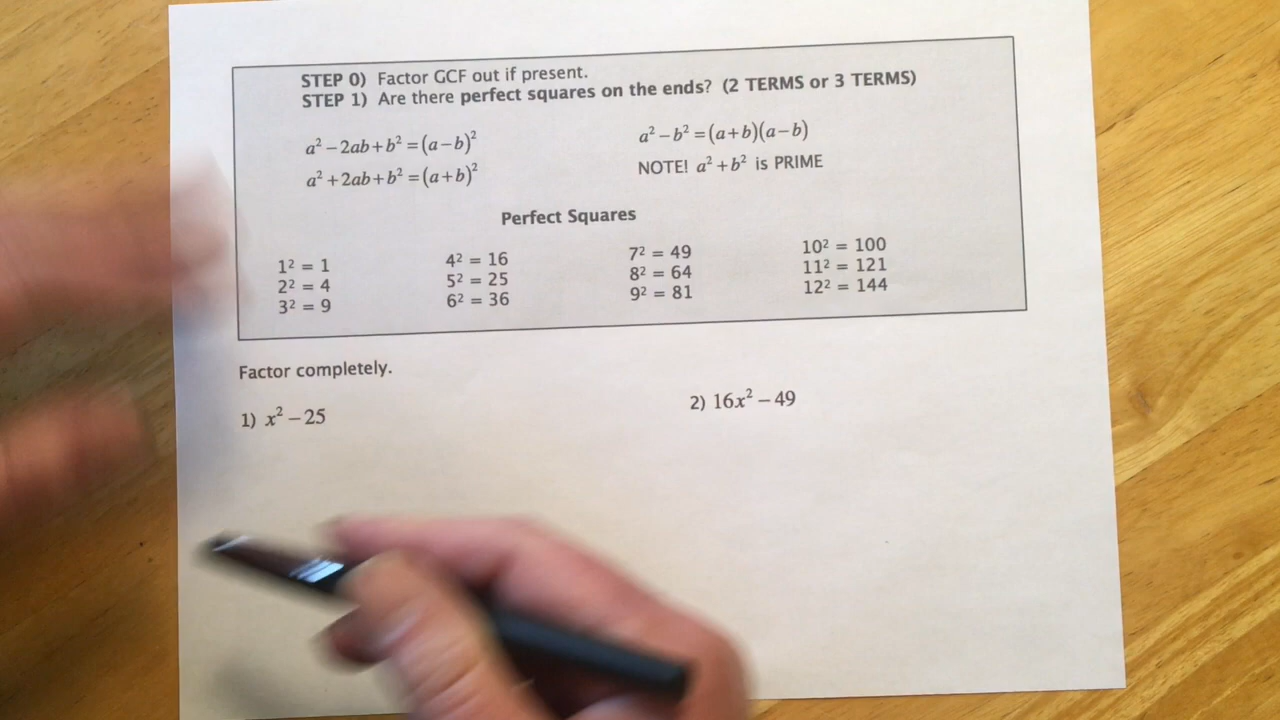 STEP 0) Factor GCF out if present.
STEP 1) Are there perfect squares on the ends? (2 TERMS or 3 TERMS)
a² − 2ab + b² = (a − b)²
a² + 2ab + b² = (a + b)²
a² − b² = (a + b)(a − b)
NOTE! a² + b² is PRIME
Perfect Squares
1² = 1
2² = 4
3² = 9
4² = 16
5² = 25
6² = 36
7² = 49
8² = 64
9² = 81
10² = 100
11² = 121
12² = 144
Factor completely.
1) x² − 25
2) 16x² − 49